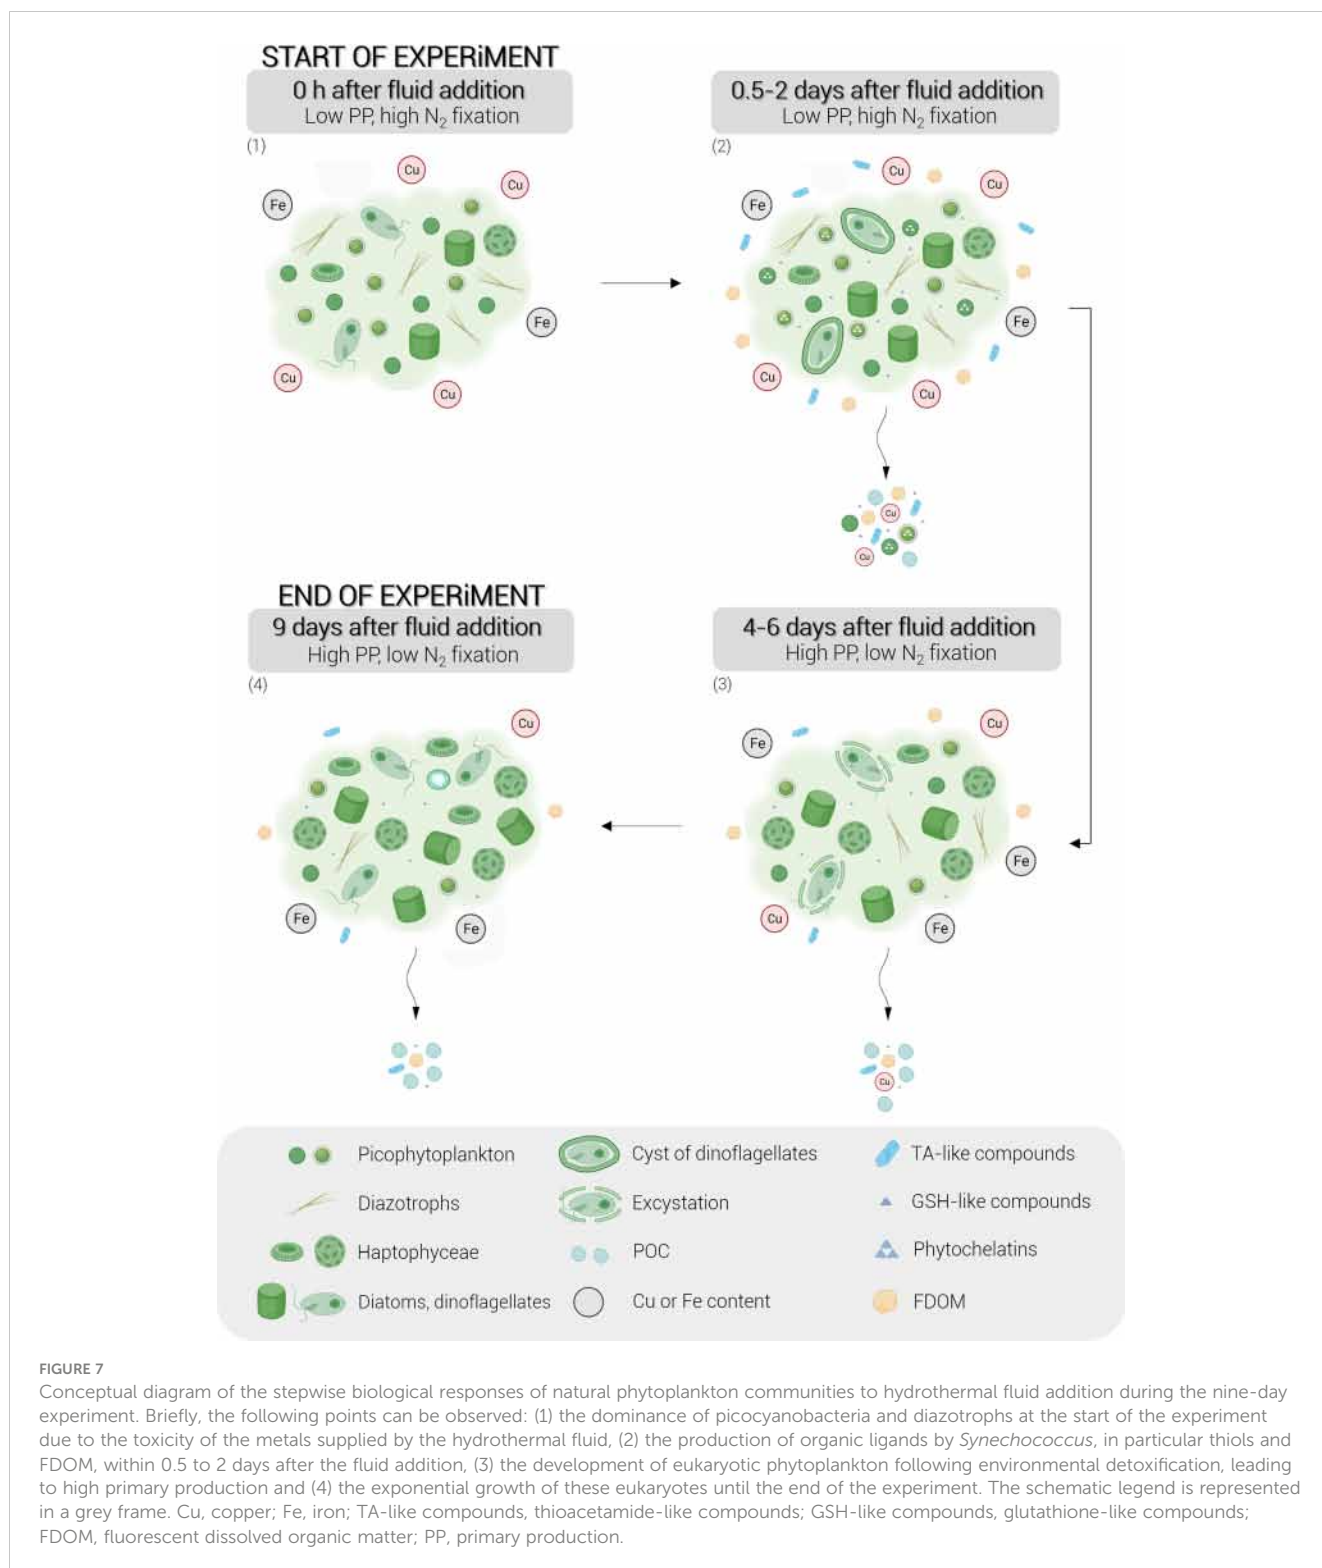 START OF EXPERiMENT
0 h after fluid addition
Low PP, high N₂ fixation
(1)
Cu
Cu
Fe
Fe
Cu
Cu
0.5-2 days after fluid addition
Low PP, high N₂ fixation
(2)
Cu
Cu
Fe
Fe
Cu
Cu
Cu
Cu
END OF EXPERiMENT
9 days after fluid addition
High PP, low N₂ fixation
(4)
Cu
Fe
Fe
4-6 days after fluid addition
High PP, low N₂ fixation
(3)
Cu
Fe
Fe
Cu
Fe
Cu
Picophytoplankton
Cyst of dinoflagellates
TA-like compounds
Diazotrophs
Excystation
GSH-like compounds
Haptophyceae
POC
Phytochelatins
Diatoms, dinoflagellates
Cu or Fe content
FDOM
FIGURE 7
Conceptual diagram of the stepwise biological responses of natural phytoplankton communities to hydrothermal fluid addition during the nine-day
experiment. Briefly, the following points can be observed: (1) the dominance of picocyanobacteria and diazotrophs at the start of the experiment
due to the toxicity of the metals supplied by the hydrothermal fluid, (2) the production of organic ligands by Synechococcus, in particular thiols and
FDOM, within 0.5 to 2 days after the fluid addition, (3) the development of eukaryotic phytoplankton following environmental detoxification, leading
to high primary production and (4) the exponential growth of these eukaryotes until the end of the experiment. The schematic legend is represented
in a grey frame. Cu, copper; Fe, iron; TA-like compounds, thioacetamide-like compounds; GSH-like compounds, glutathione-like compounds;
FDOM, fluorescent dissolved organic matter; PP, primary production.